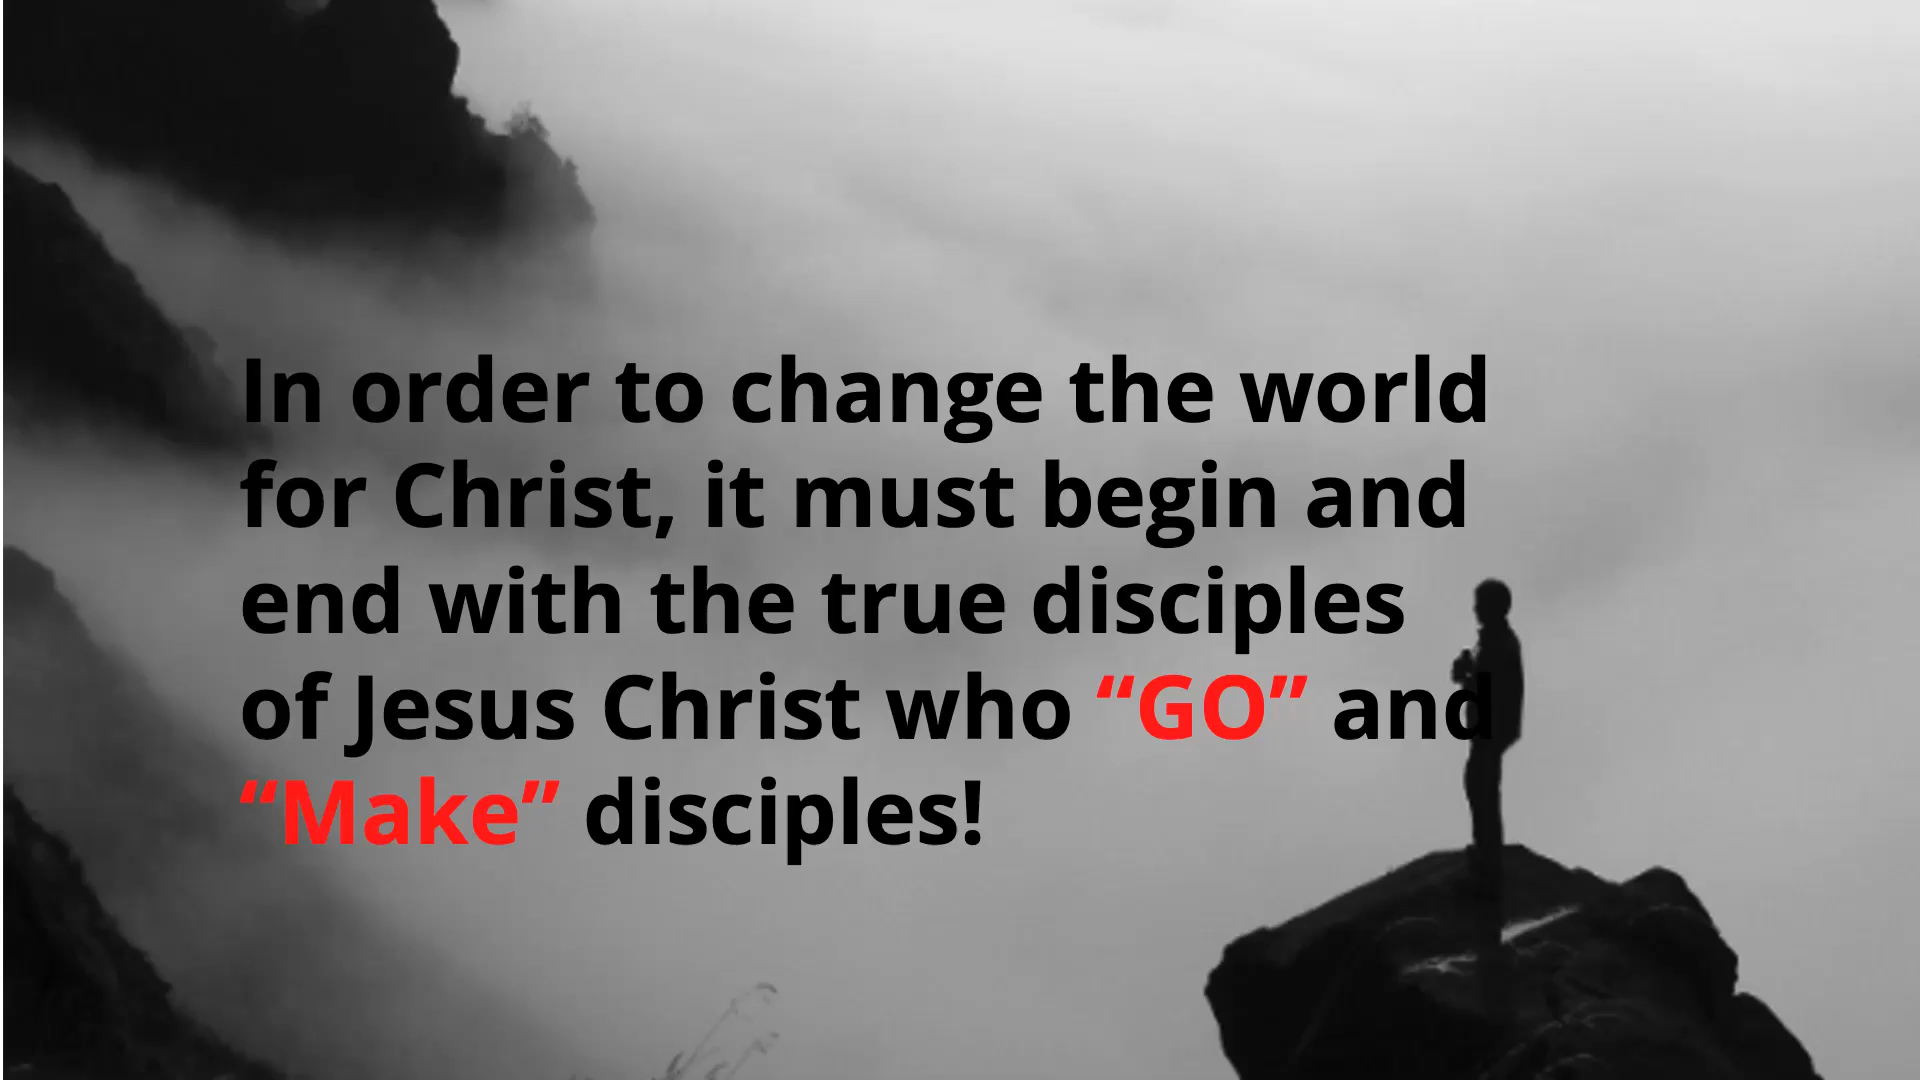 In order to change the world
for Christ, it must begin and
end with the true disciples
of Jesus Christ who “GO” and
“Make” disciples!